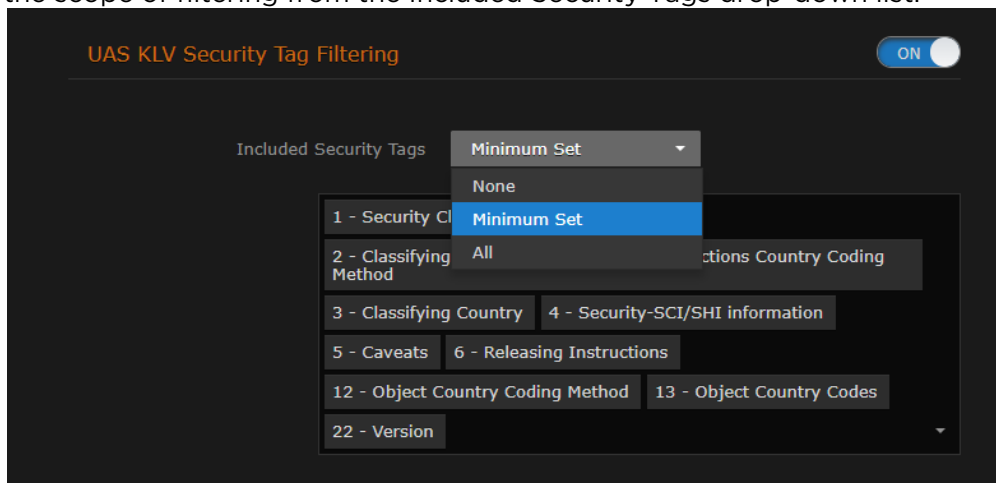 the scope of filtering from the Included Security Tags drop-down list.
UAS KLV Security Tag Filtering
ON
Included Security Tags
Minimum Set
None
Minimum Set
All
1 - Security Cl
2 - Classifying
ctions Country Coding
Method
3 - Classifying Country
4 - Security-SCI/SHI information
5 - Caveats
6 - Releasing Instructions
12 - Object Country Coding Method
13 - Object Country Codes
22 - Version